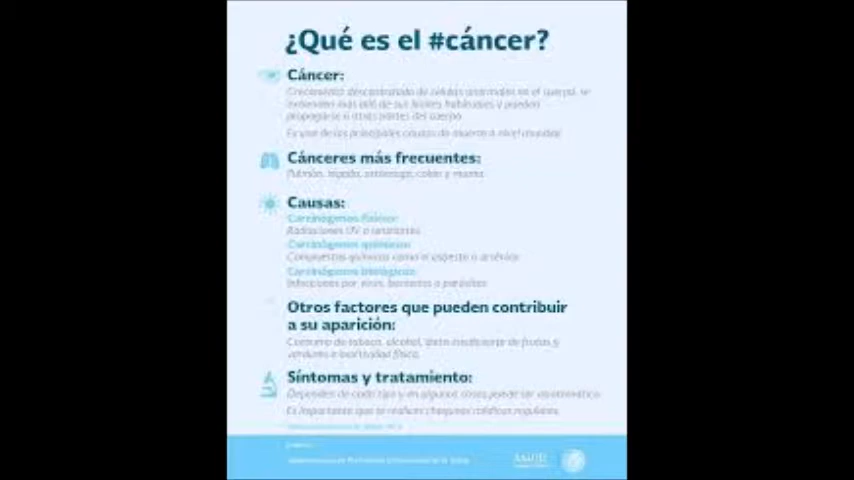 ¿Qué es el #cáncer?
Cáncer:
Crecimiento descontrolado de células anormales en el cuerpo, se
extienden más allá de sus límites habituales y pueden
propagarse a otras partes del cuerpo.
Es una de las principales causas de muerte a nivel mundial.
Cánceres más frecuentes:
Pulmón, hígado, estómago, colon y mama.
Causas:
Carcinógenos físicos:
Radiaciones UV o ionizantes.
Carcinógenos químicos:
Compuestos químicos como el asbesto o arsénico.
Carcinógenos biológicos:
Infecciones por virus, bacterias o parásitos.
Otros factores que pueden contribuir
a su aparición:
Consumo de tabaco, alcohol, dieta insuficiente de frutas y
verduras e inactividad física.
Síntomas y tratamiento:
Depende de cada tipo y en algunos casos puede ser asintomático.
Es importante que te realices chequeos médicos regulares.
SALUD